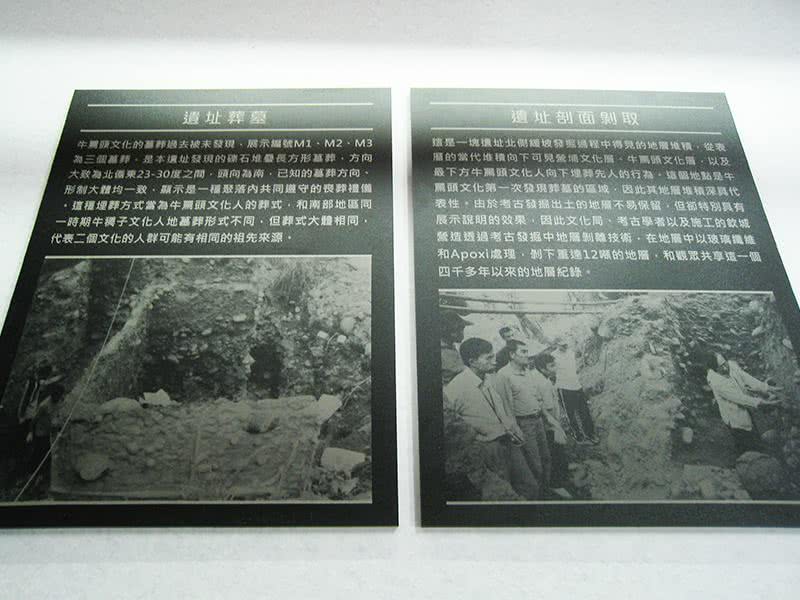 遺址葬墓
牛罵頭文化的墓葬過去被未發現，展示編號M1、M2、M3
為三個墓葬，是本遺址發現的礫石堆疊長方形墓葬，方向
大致為北偏東23-30度之間，頭向為南，已知的墓葬方向、
形制大體均一致，顯示是一種聚落內共同遵守的喪葬禮儀
。這種埋葬方式當為牛罵頭文化人的葬式，和南部地區同
一時期牛稠子文化人地墓葬形式不同，但葬式大體相同，
代表二個文化的人群可能有相同的祖先來源。
遺址剖面剝取
這是一塊遺址北側緩坡發掘過程中得見的地層堆積，從表
層的當代堆積向下可見營埔文化層、牛罵頭文化層，以及
最下方牛罵頭文化人向下埋葬先人的行為，這個地點是牛
罵頭文化第一次發現葬墓的區域，因此其地層堆積深具代
表性。由於考古發掘出土的地層不易保留，但卻特別具有
展示說明的效果，因此文化局、考古學者以及施工的畝城
營造透過考古發掘中地層剝離技術，在地層中以玻璃纖維
和Apoxi處理，剝下重達12噸的地層，和觀眾共享這一個
四千多年以來的地層紀錄。